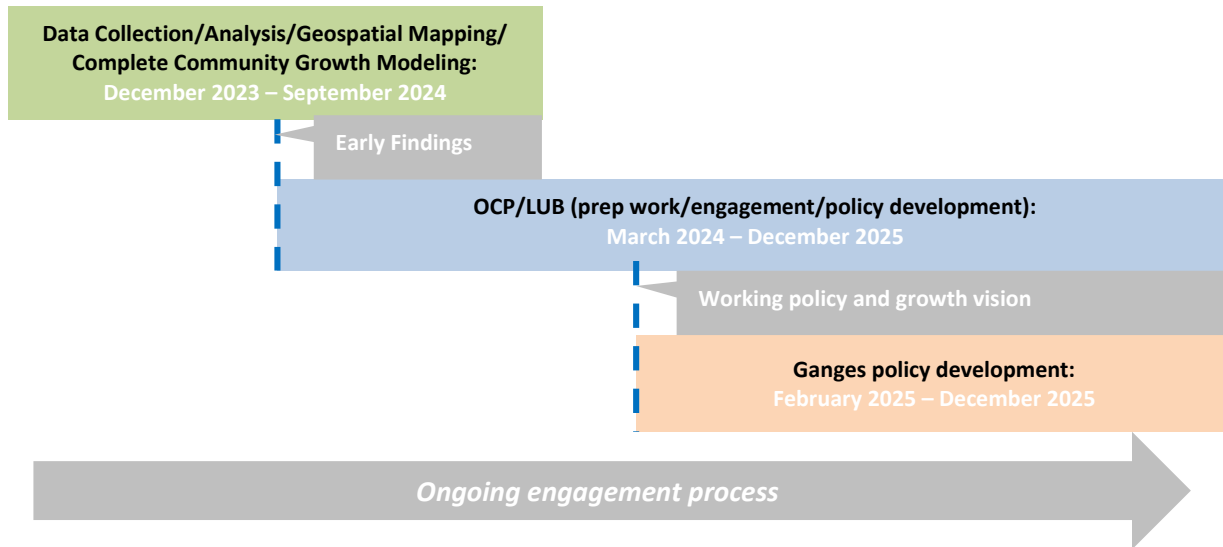 Data Collection/Analysis/Geospatial Mapping/
Complete Community Growth Modeling:
December 2023 – September 2024
Early Findings
OCP/LUB (prep work/engagement/policy development):
March 2024 – December 2025
Working policy and growth vision
Ganges policy development:
February 2025 – December 2025
Ongoing engagement process